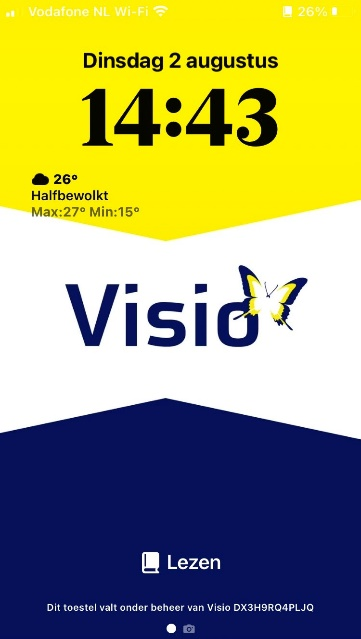 Vodafone NL Wi-Fi 26%
Dinsdag 2 augustus
14:43
26°
Halfbewolkt
Max:27° Min:15°
Visio
Lezen
Dit toestel valt onder beheer van Visio DX3H9RQ4PLJQ